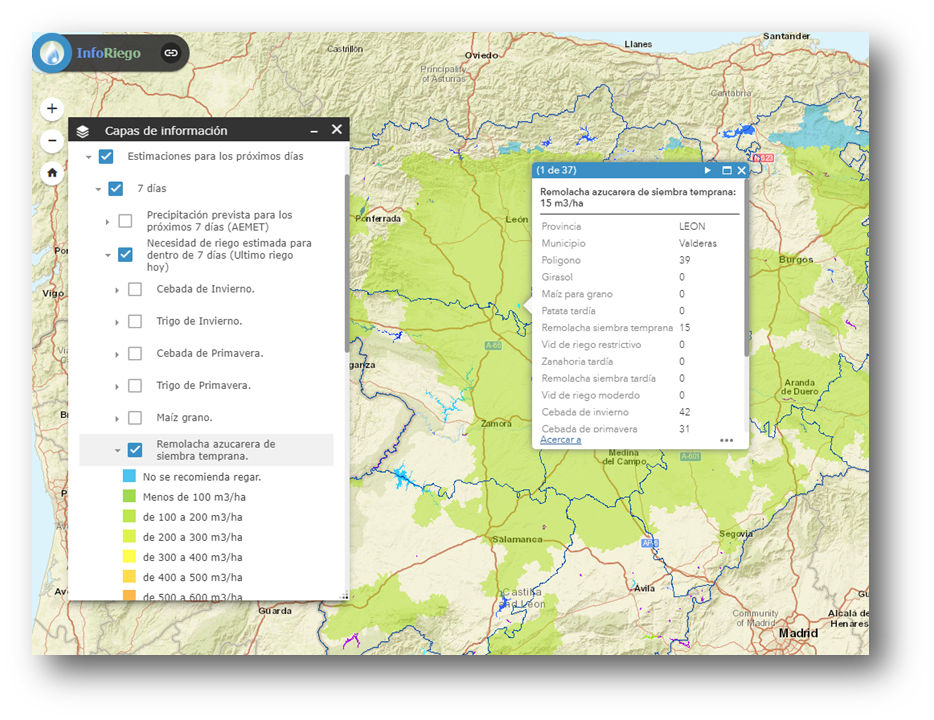 InfoRiego
Capas de información
Estimaciones para los próximos días
7 días
Precipitación prevista para los
próximos 7 días (AEMET)
Necesidad de riego estimada para
dentro de 7 días (Ultimo riego
hoy)
Cebada de Invierno.
Trigo de Invierno.
Cebada de Primavera.
Trigo de Primavera.
Maíz grano.
Remolacha azucarera de
siembra temprana.
No se recomienda regar.
Menos de 100 m3/ha
de 100 a 200 m3/ha
de 200 a 300 m3/ha
de 300 a 400 m3/ha
de 400 a 500 m3/ha
de 500 a 600 m3/ha
(1 de 37)
Remolacha azucarera de siembra temprana:
15 m3/ha
Provincia LEON
Municipio Valderas
Poligono 39
Girasol 0
Maíz para grano 0
Patata tardía 0
Remolacha siembra temprana 15
Vid de riego restrictivo 0
Zanahoria tardía 0
Remolacha siembra tardía 0
Vid de riego moderdo 0
Cebada de invierno 42
Cebada de primavera 31
Acercar a
Castrillón
Oviedo
Llanes
Santander
Principality
of Asturias
Cantabria
Ponferrada
León
Burgos
Vigo
Zamora
A-66
Aranda
de Duero
Medina
del Campo
A-601
Salamanca
Segovia
AP-6
Ávila
Castilla
and León
Guarda
Community
of Madrid
Madrid
Alcalá de
Henares